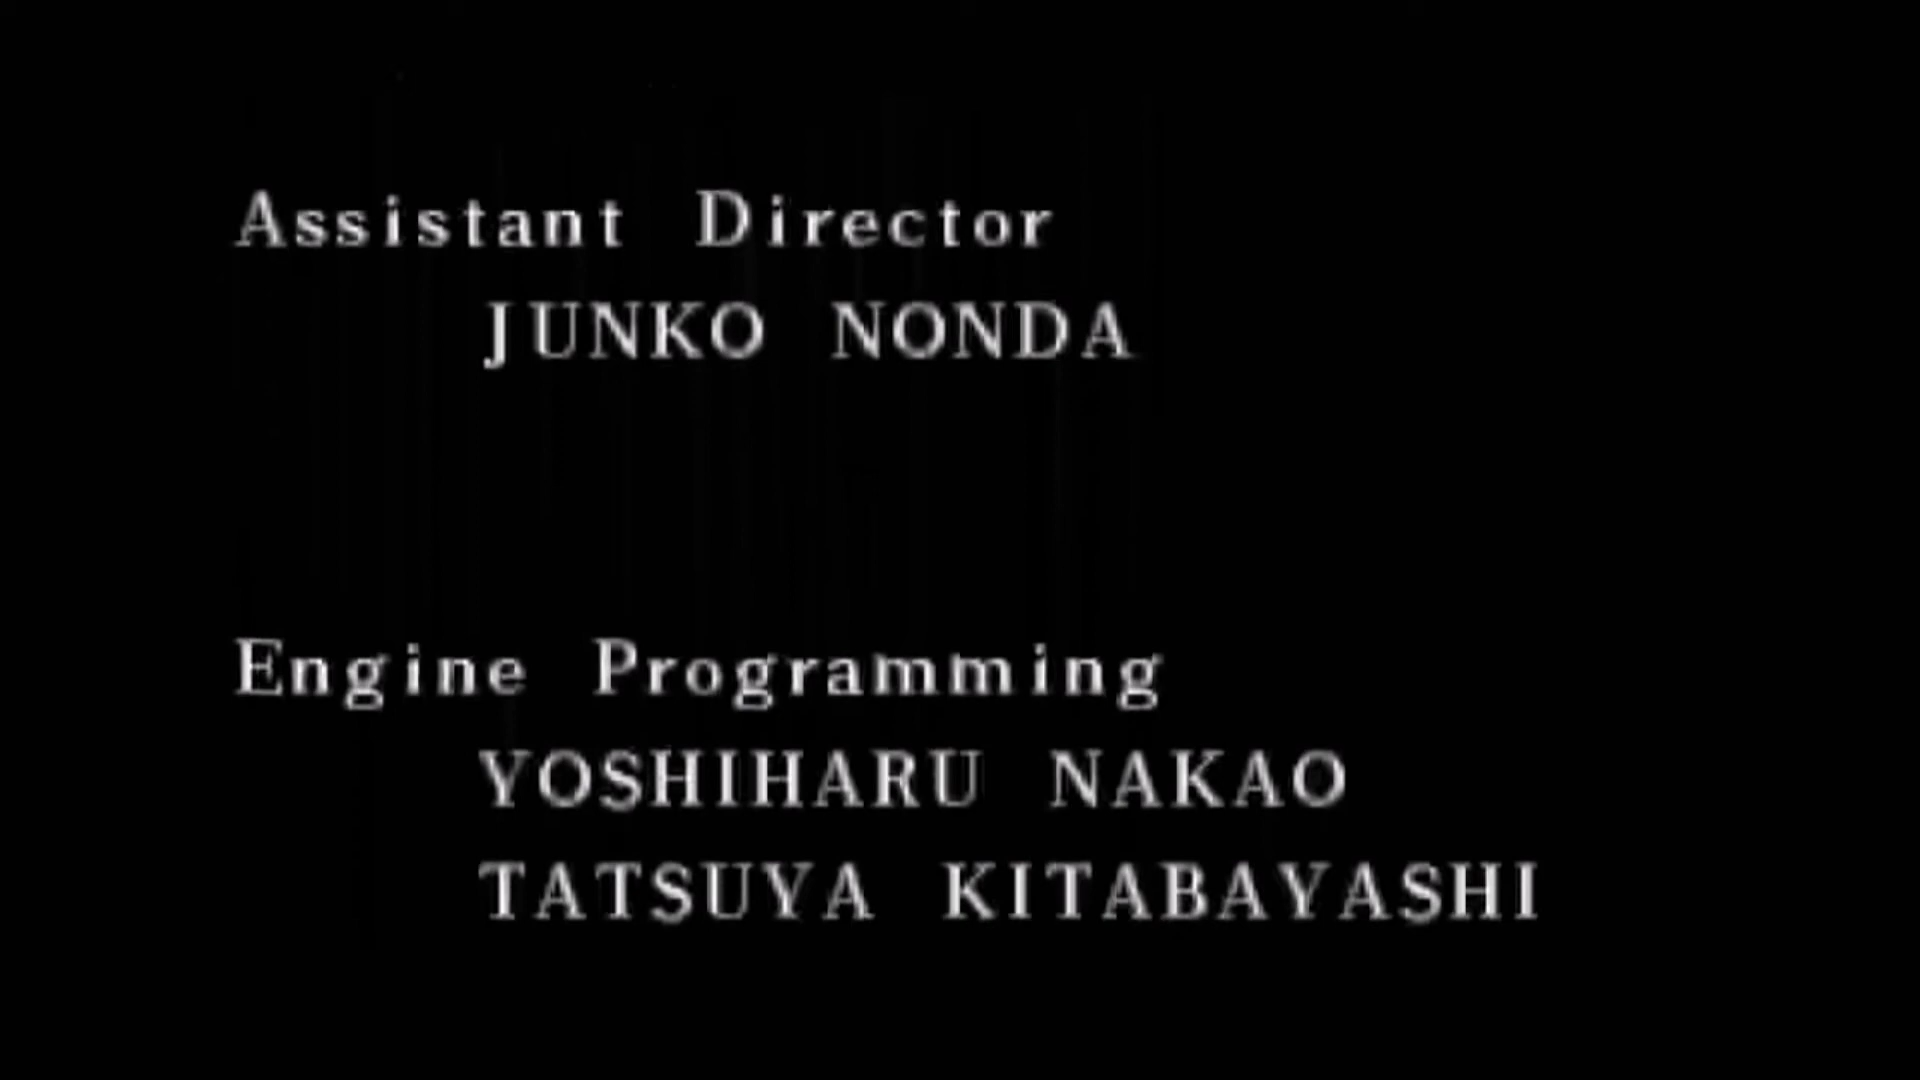 Assistant Director
JUNKO NONDA
Engine Programming
YOSHIHARU NAKAO
TATSUYA KITABAYASHI